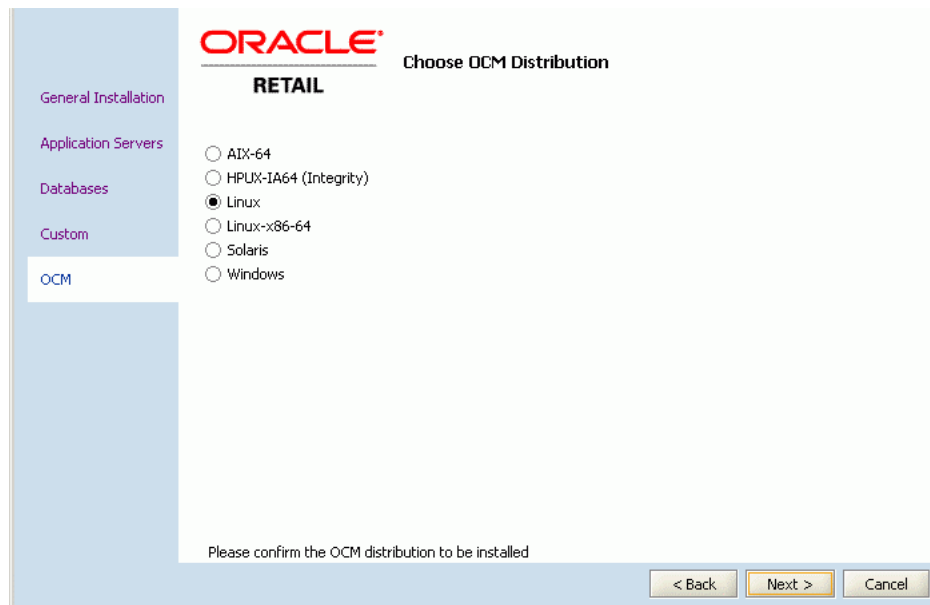 ORACLE
RETAIL
Choose OCM Distribution
General Installation
Application Servers
Databases
Custom
OCM
AIX-64
HPUX-IA64 (Integrity)
Linux
Linux-x86-64
Solaris
Windows
Please confirm the OCM distribution to be installed
< Back
Next >
Cancel